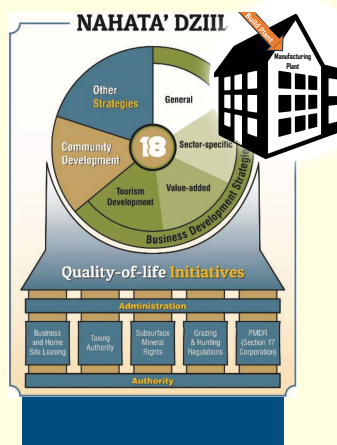 NAHATA' DZIIL
Build Plant
Manufacturing
Plant
Other
Strategies
General
Community
Development
18
Sector-specific
Tourism
Development
Value-added
Business Development Strategies
Quality-of-life Initiatives
Administration
Business
and Home
Site Leasing
Taxing
Authority
Subsurface
Mineral
Rights
Grazing
& Hunting
Regulations
PMDR
(Section 17
Corporation)
Authority